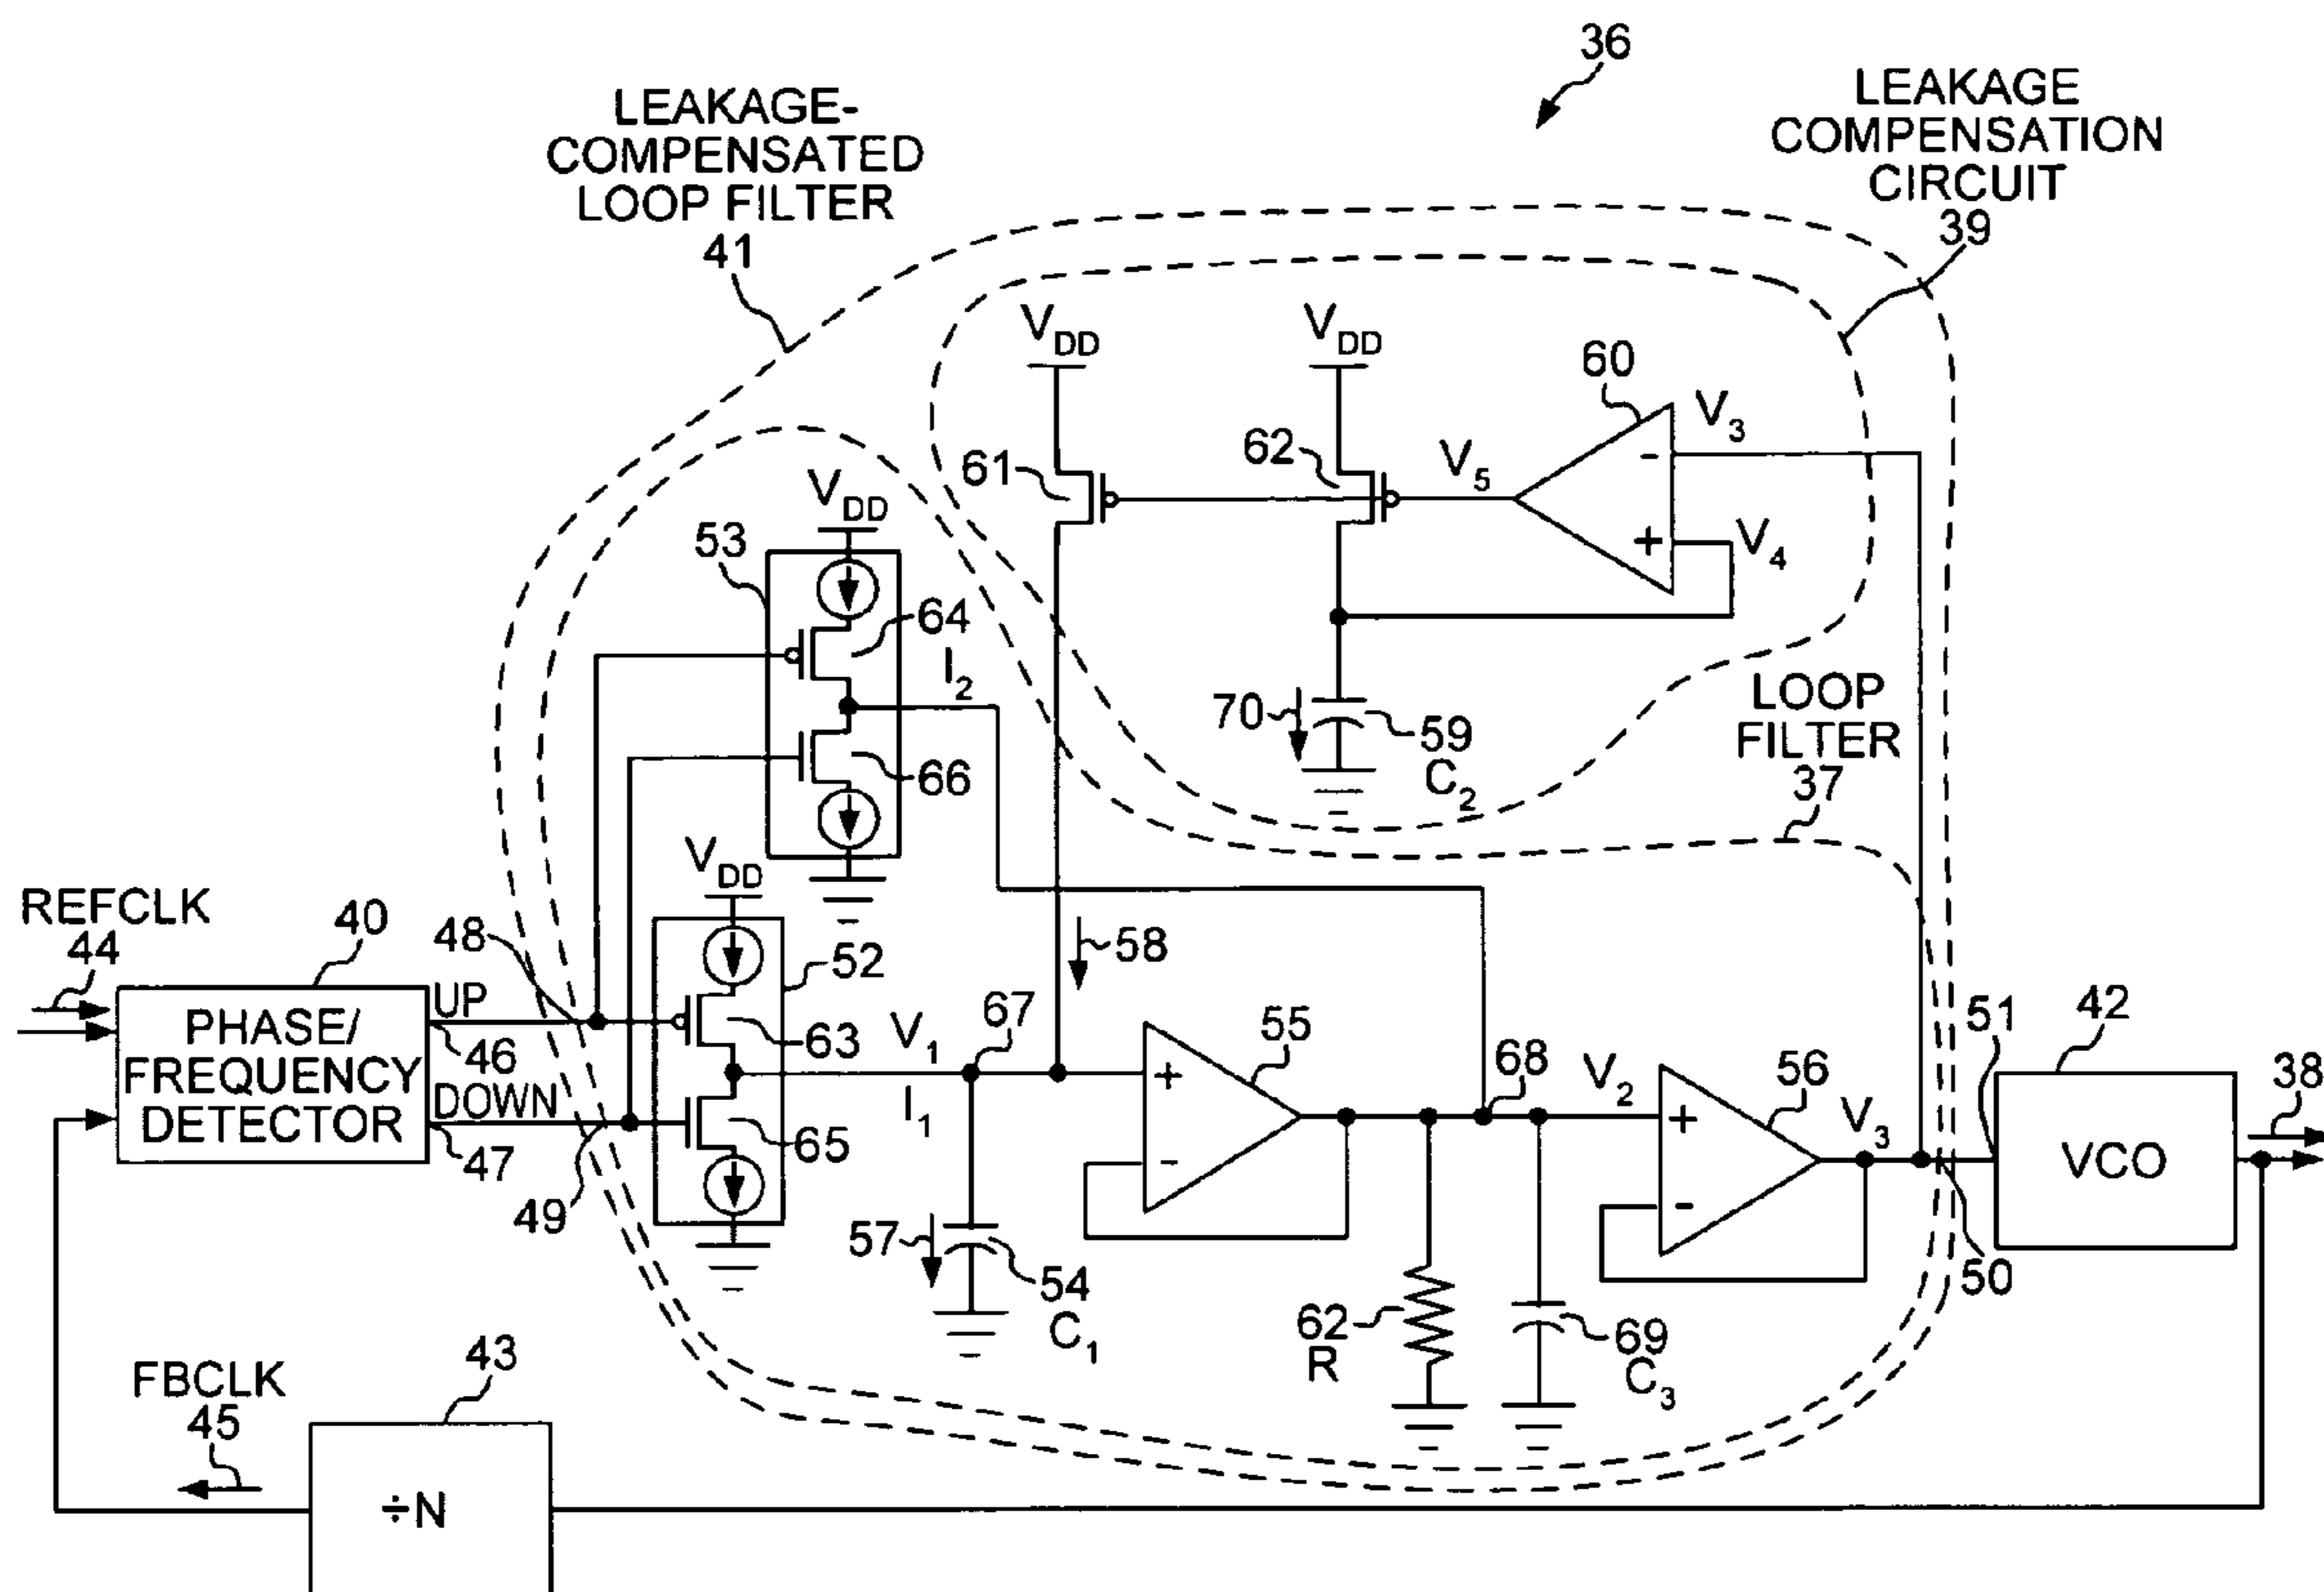 36
LEAKAGE-
COMPENSATED
LOOP FILTER
41
LEAKAGE
COMPENSATION
CIRCUIT
39
VDD
VDD
60
V3
61
62
V5
-
+
V4
VDD
53
64
I2
66
70
59
C2
LOOP
FILTER
37
VDD
REFCLK
44
40
48
52
58
UP
46
PHASE/
FREQUENCY
DETECTOR
DOWN
47
49
63
65
V1
I1
67
+
-
55
68
V2
+
-
56
V3
51
42
VCO
38
50
57
54
C1
62
R
69
C3
FBCLK
45
43
÷N